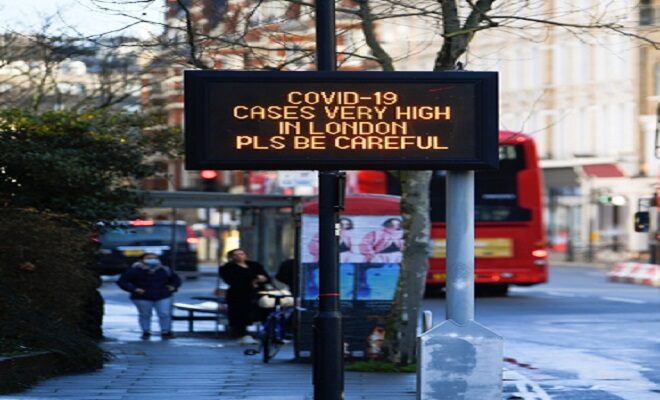 COVID-19
CASES VERY HIGH
IN LONDON
PLS BE CAREFUL